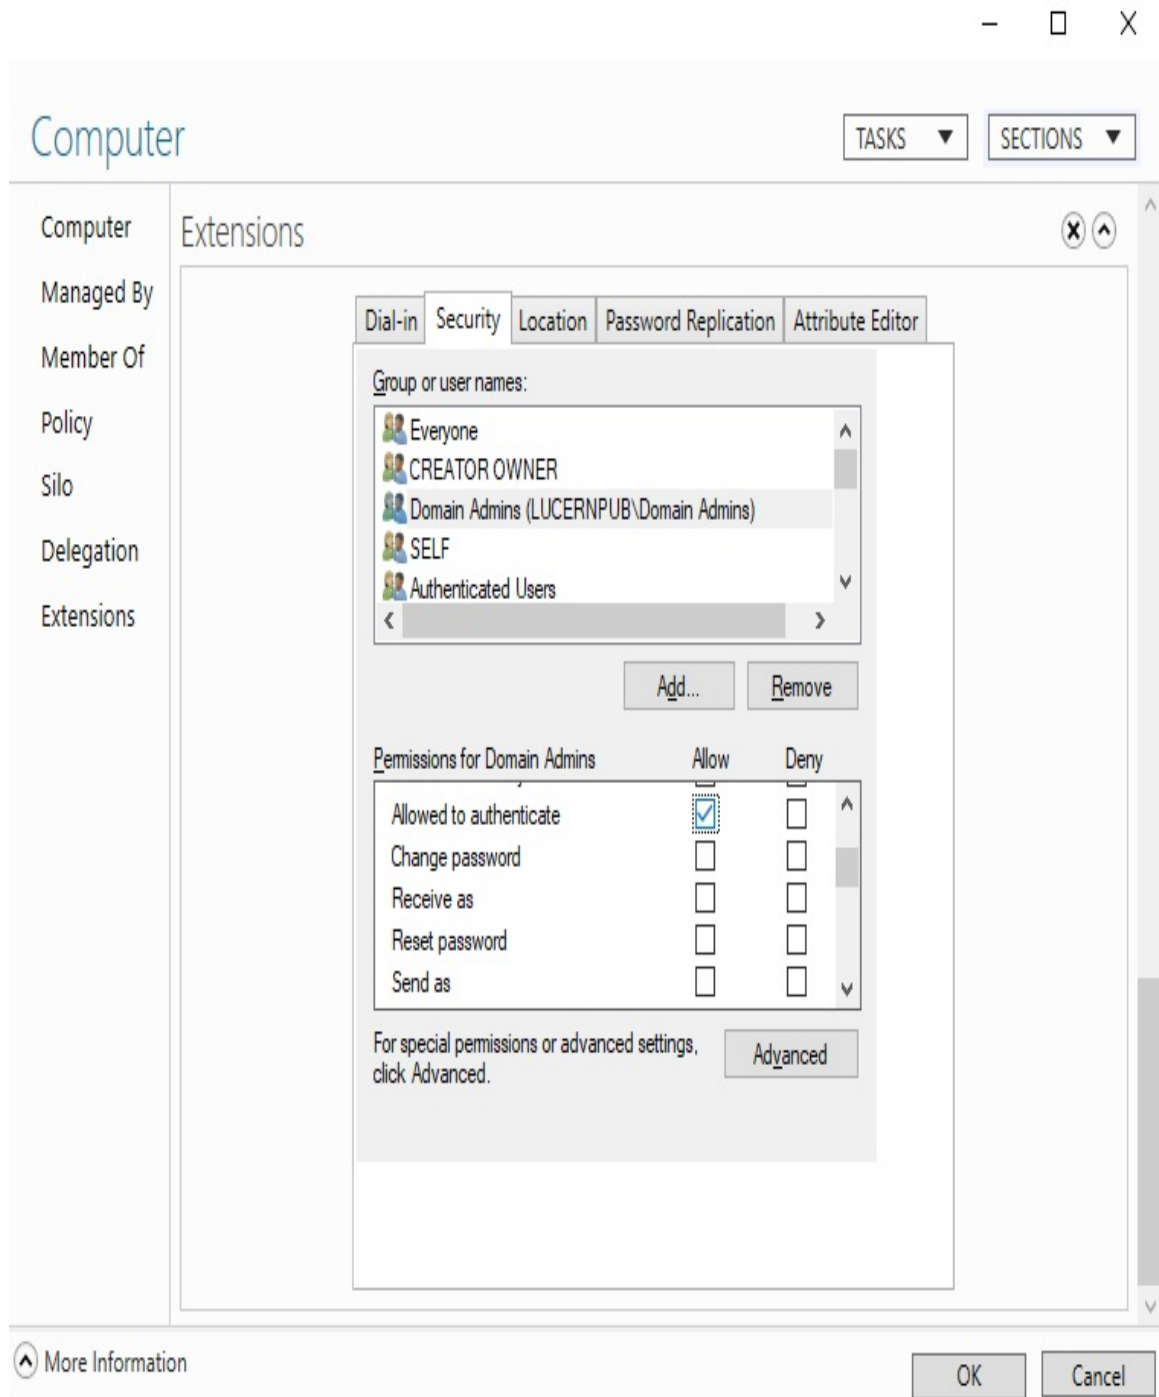 Computer
TASKS
SECTIONS
Computer
Managed By
Member Of
Policy
Silo
Delegation
Extensions
Extensions
Dial-in Security Location Password Replication Attribute Editor
Group or user names:
Everyone
CREATOR OWNER
Domain Admins (LUCERNPUB\Domain Admins)
SELF
Authenticated Users
Add... Remove
Permissions for Domain Admins Allow Deny
Allowed to authenticate
Change password
Receive as
Reset password
Send as
For special permissions or advanced settings,
click Advanced.
Advanced
More Information
OK Cancel